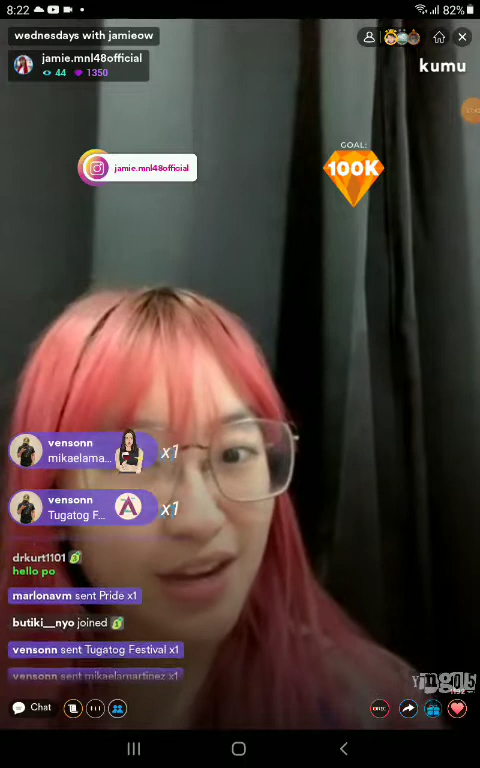 8:22
82%
wednesdays with jamieow
jamie.mnl48official
44 1350
kumu
jamie.mnl48official
GOAL:
100K
vensonn
mikaelama... x1
vensonn
Tugatog F... x1
drkurt1101
hello po
marlonavm sent Pride x1
butiki__nyo joined
vensonn sent Tugatog Festival x1
vensonn sent mikaelamartinez x1
Chat